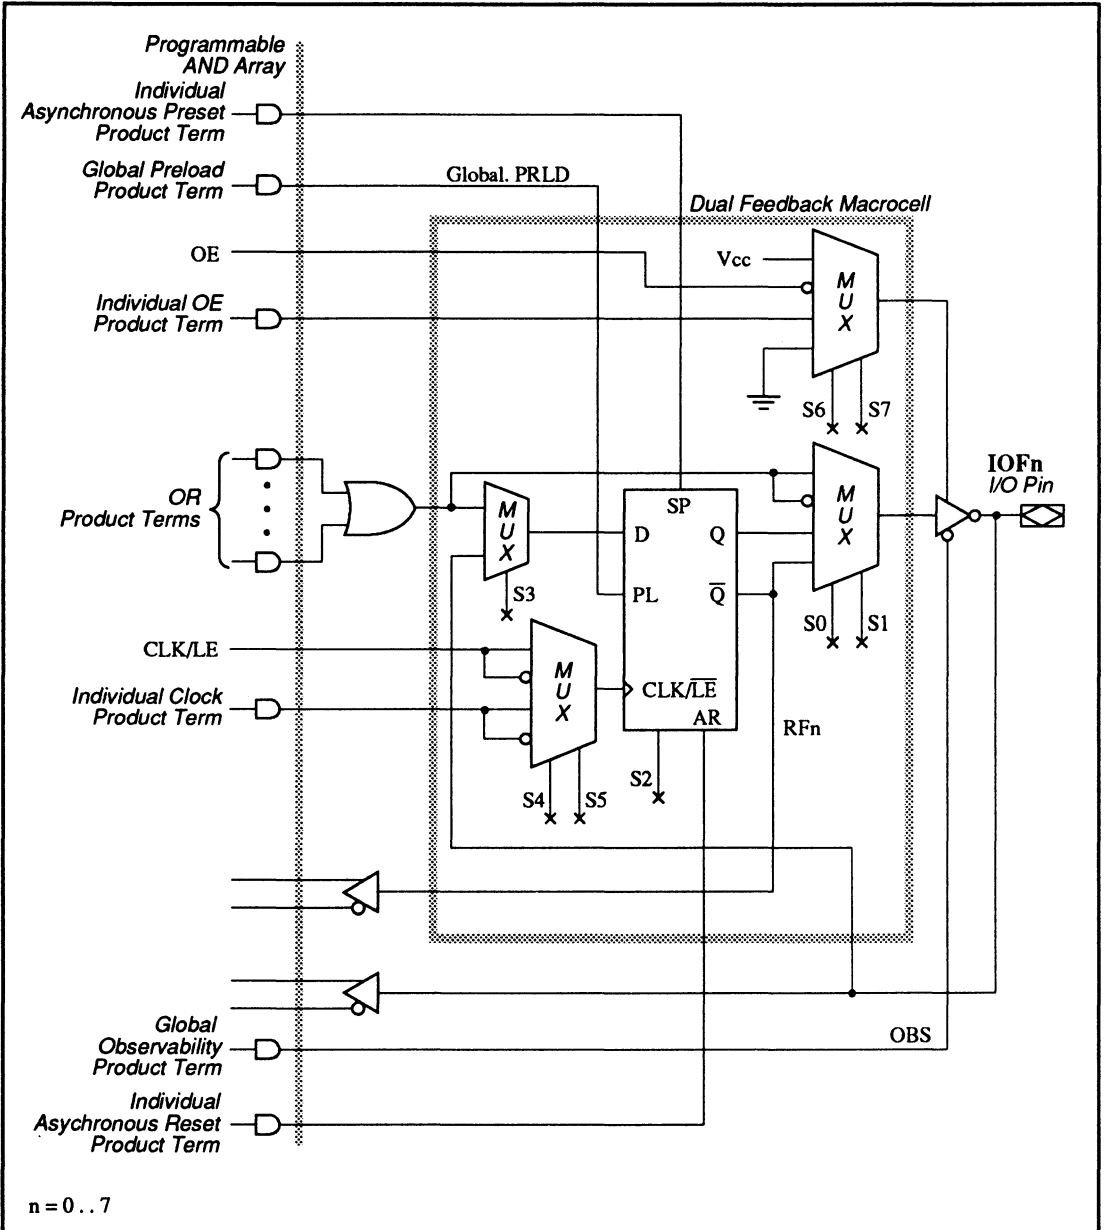 Programmable
AND Array
Individual
Asynchronous Preset
Product Term
Global Preload
Product Term
Global. PRLD
Dual Feedback Macrocell
OE
Vcc
MUX
Individual OE
Product Term
S6
S7
OR
Product Terms
MUX
SP
D
Q
PL
Q̅
MUX
IOFn
I/O Pin
S3
S0
S1
CLK/LE
MUX
CLK/L̅E̅
Individual Clock
Product Term
AR
RFn
S2
S4
S5
Global
Observability
Product Term
OBS
Individual
Asychronous Reset
Product Term
n = 0 . . 7